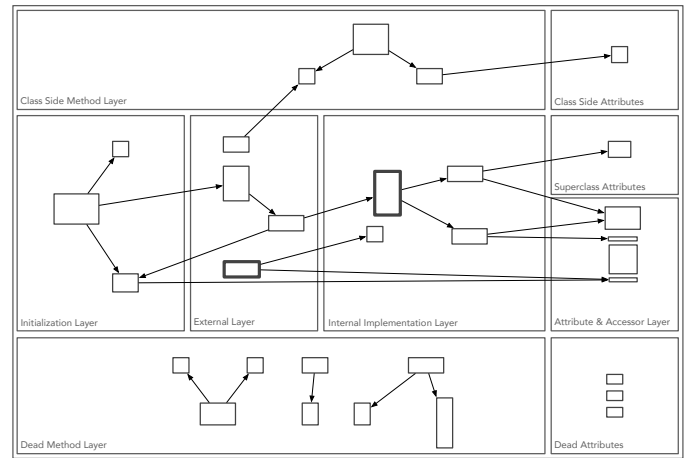 Class Side Method Layer
Class Side Attributes
Superclass Attributes
Initialization Layer
External Layer
Internal Implementation Layer
Attribute & Accessor Layer
Dead Method Layer
Dead Attributes